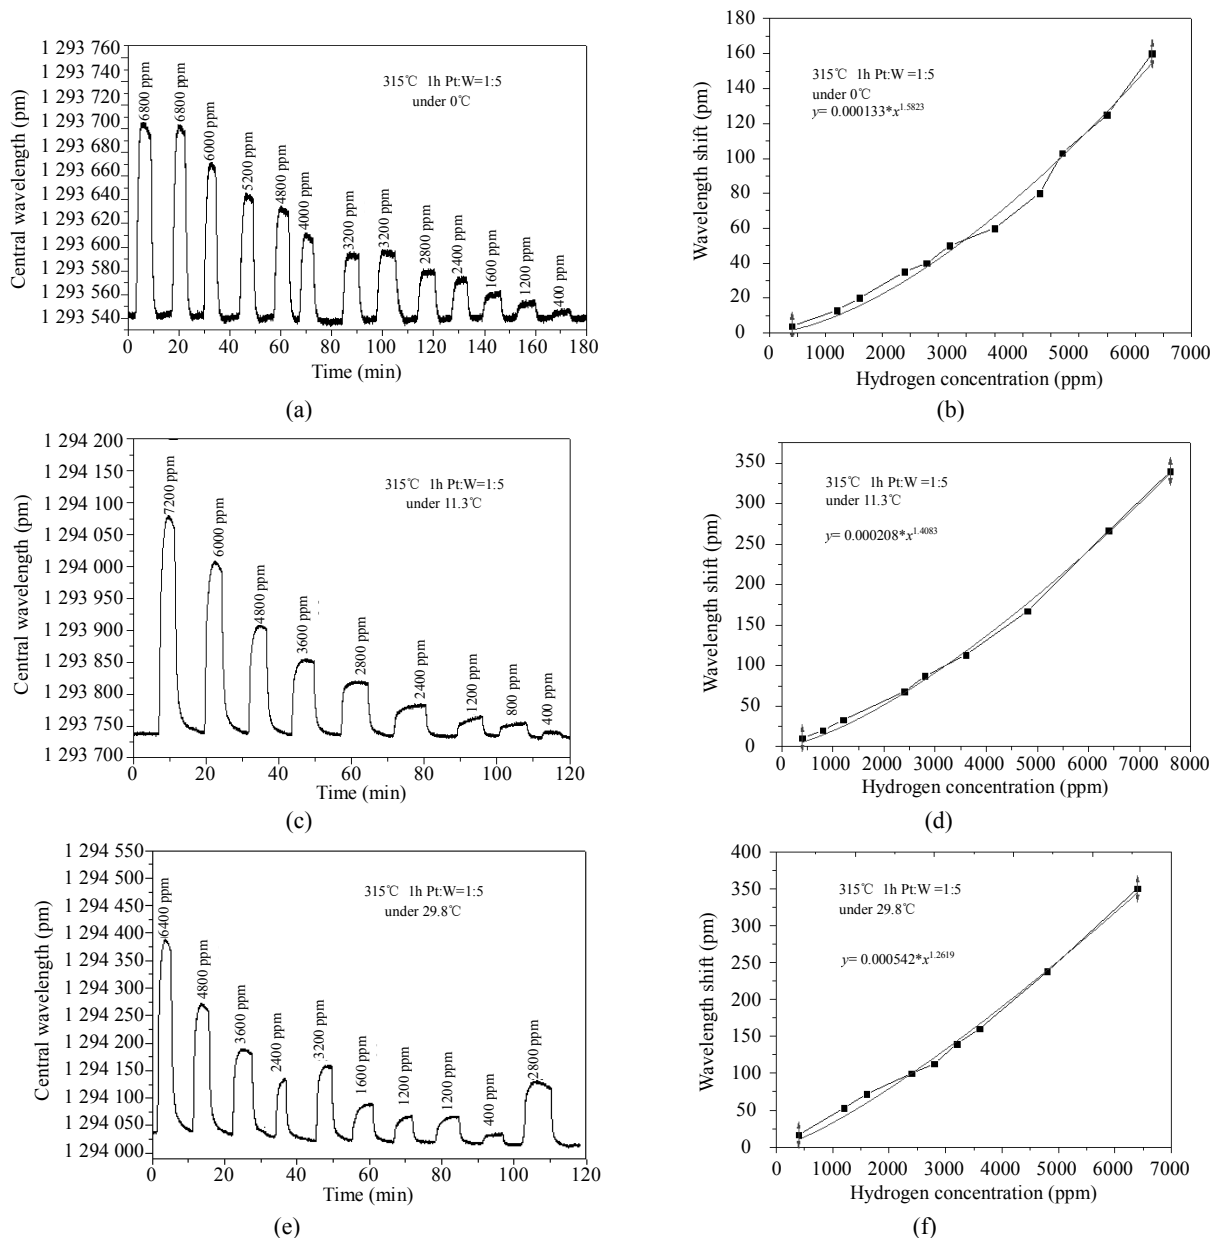 1 293 760
1 293 740
1 293 720
1 293 700
1 293 680
1 293 660
1 293 640
1 293 620
1 293 600
1 293 580
1 293 560
1 293 540
Central wavelength (pm)
6800 ppm
6800 ppm
6000 ppm
5200 ppm
4800 ppm
4000 ppm
3200 ppm
3200 ppm
2800 ppm
2400 ppm
1600 ppm
1200 ppm
400 ppm
315℃ 1h Pt:W=1:5
under 0℃
0 20 40 60 80 100 120 140 160 180
Time (min)
(a)
180
160
140
120
100
80
60
40
20
0
Wavelength shift (pm)
315℃ 1h Pt:W =1:5
under 0℃
y= 0.000133*x^1.5823
0 1000 2000 3000 4000 5000 6000 7000
Hydrogen concentration (ppm)
(b)
1 294 200
1 294 150
1 294 100
1 294 050
1 294 000
1 293 950
1 293 900
1 293 850
1 293 800
1 293 750
1 293 700
Central wavelength (pm)
7200 ppm
6000 ppm
4800 ppm
3600 ppm
2800 ppm
2400 ppm
1200 ppm
800 ppm
400 ppm
315℃ 1h Pt:W=1:5
under 11.3℃
0 20 40 60 80 100 120
Time (min)
(c)
350
300
250
200
150
100
50
0
Wavelength shift (pm)
315℃ 1h Pt:W =1:5
under 11.3℃
y= 0.000208*x^1.4083
0 1000 2000 3000 4000 5000 6000 7000 8000
Hydrogen concentration (ppm)
(d)
1 294 550
1 294 500
1 294 450
1 294 400
1 294 350
1 294 300
1 294 250
1 294 200
1 294 150
1 294 100
1 294 050
1 294 000
Central wavelength (pm)
6400 ppm
4800 ppm
3600 ppm
2400 ppm
3200 ppm
1600 ppm
1200 ppm
1200 ppm
400 ppm
2800 ppm
315℃ 1h Pt:W=1:5
under 29.8℃
0 20 40 60 80 100 120
Time (min)
(e)
400
350
300
250
200
150
100
50
0
Wavelength shift (pm)
315℃ 1h Pt:W =1:5
under 29.8℃
y= 0.000542*x^1.2619
0 1000 2000 3000 4000 5000 6000 7000
Hydrogen concentration (ppm)
(f)